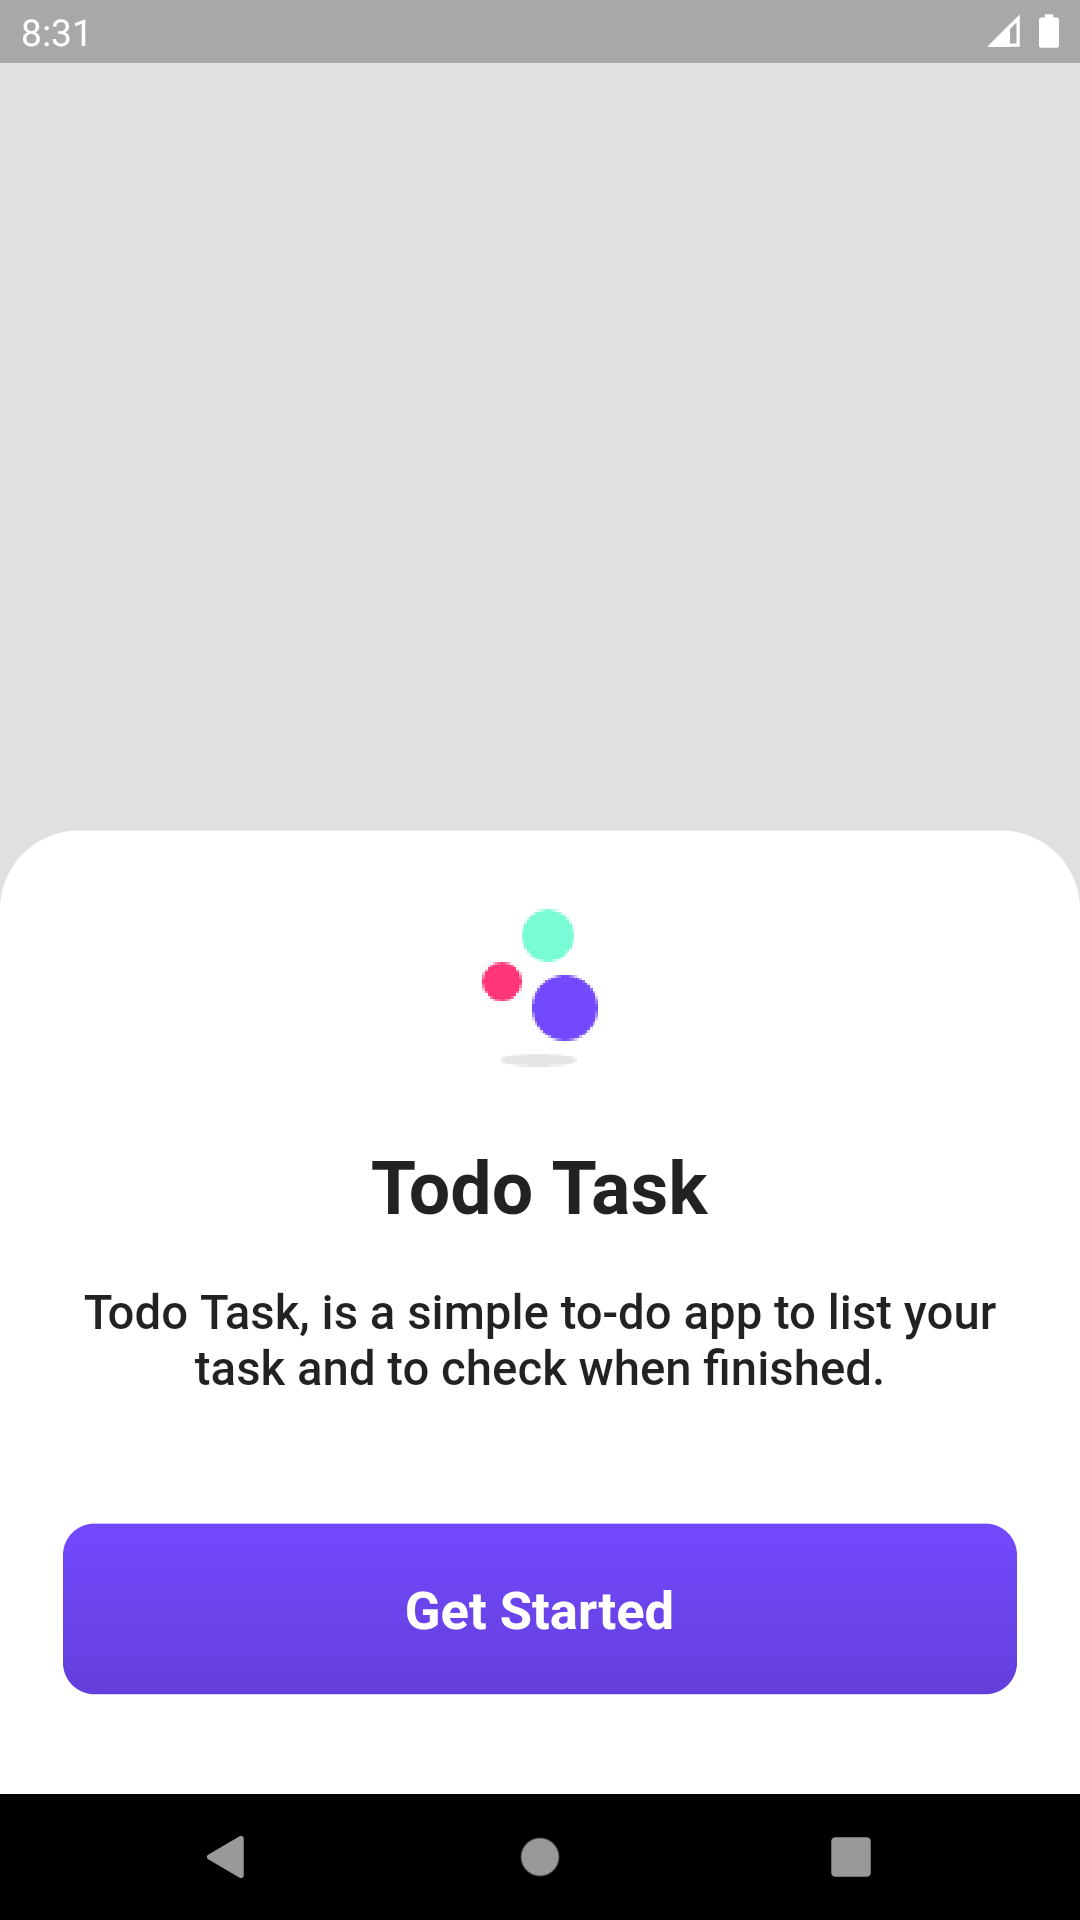 8:31
Todo Task
Todo Task, is a simple to-do app to list your
task and to check when finished.
Get Started